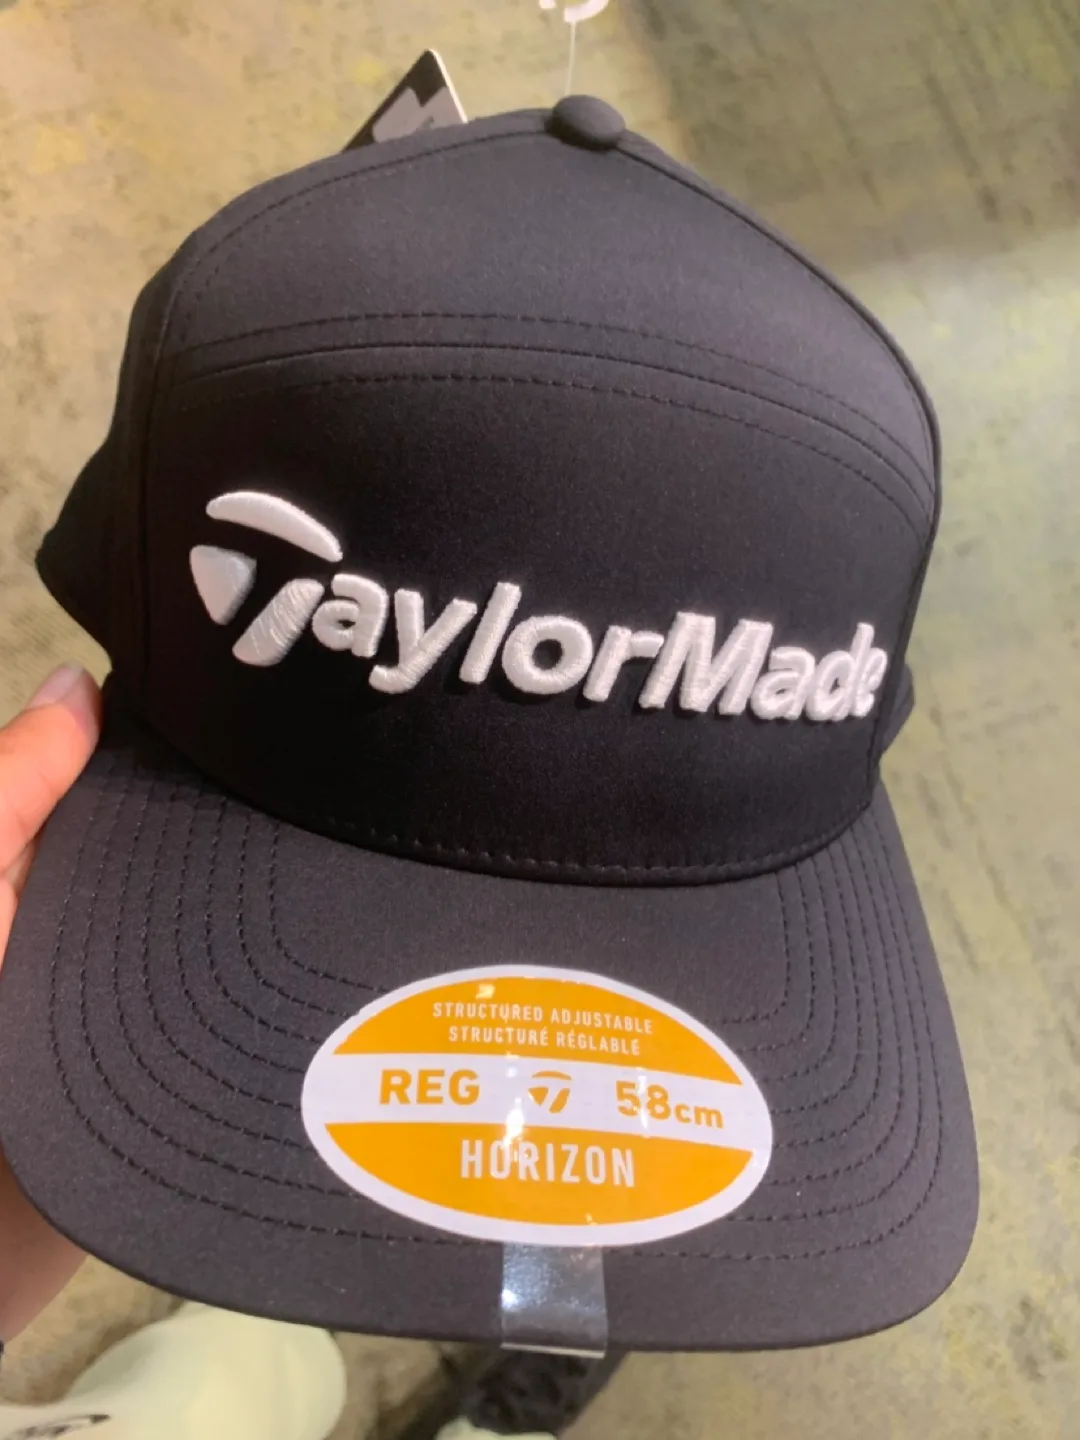 TaylorMade
STRUCTURED ADJUSTABLE
STRUCTURÉ RÉGLABLE
REG 58cm
HORIZON